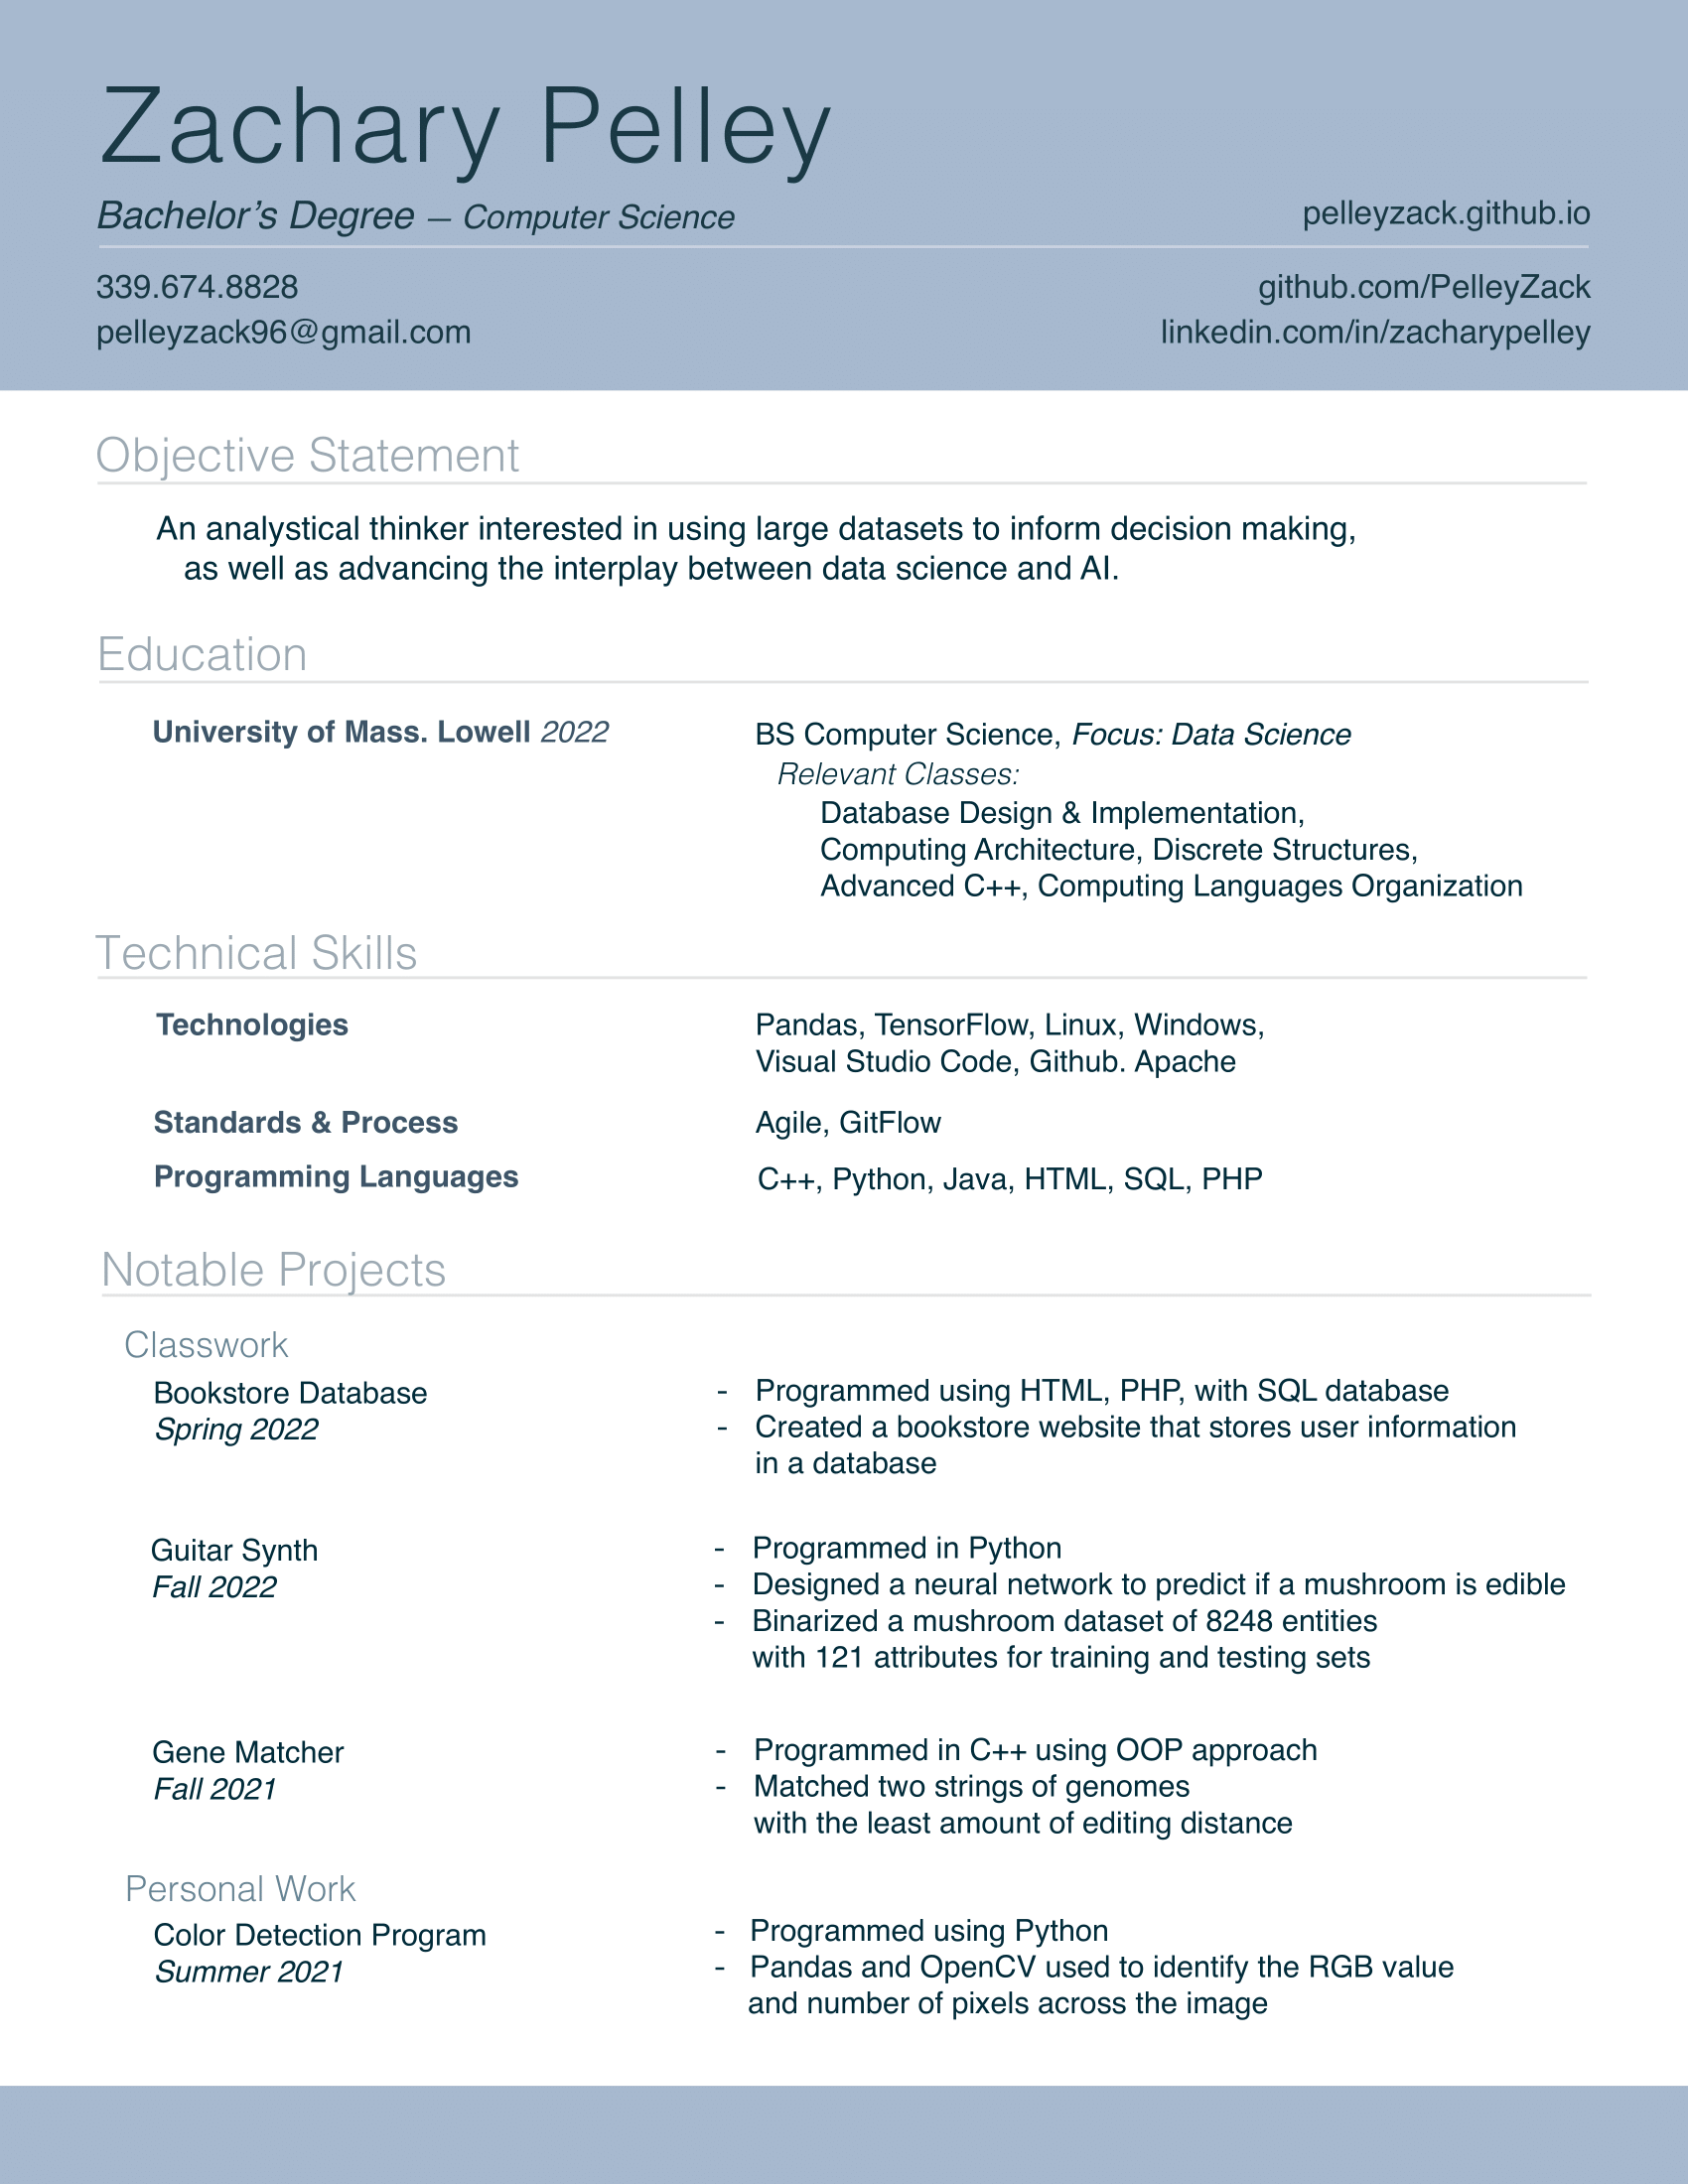 Zachary Pelley
Bachelor's Degree — Computer Science
pelleyzack.github.io
339.674.8828
github.com/PelleyZack
pelleyzack96@gmail.com
linkedin.com/in/zacharypelley
Objective Statement
An analystical thinker interested in using large datasets to inform decision making,
as well as advancing the interplay between data science and AI.
Education
University of Mass. Lowell 2022
BS Computer Science, Focus: Data Science
Relevant Classes:
Database Design & Implementation,
Computing Architecture, Discrete Structures,
Advanced C++, Computing Languages Organization
Technical Skills
Technologies
Pandas, TensorFlow, Linux, Windows,
Visual Studio Code, Github. Apache
Standards & Process
Agile, GitFlow
Programming Languages
C++, Python, Java, HTML, SQL, PHP
Notable Projects
Classwork
Bookstore Database
Spring 2022
- Programmed using HTML, PHP, with SQL database
- Created a bookstore website that stores user information
in a database
Guitar Synth
Fall 2022
- Programmed in Python
- Designed a neural network to predict if a mushroom is edible
- Binarized a mushroom dataset of 8248 entities
with 121 attributes for training and testing sets
Gene Matcher
Fall 2021
- Programmed in C++ using OOP approach
- Matched two strings of genomes
with the least amount of editing distance
Personal Work
Color Detection Program
Summer 2021
- Programmed using Python
- Pandas and OpenCV used to identify the RGB value
and number of pixels across the image